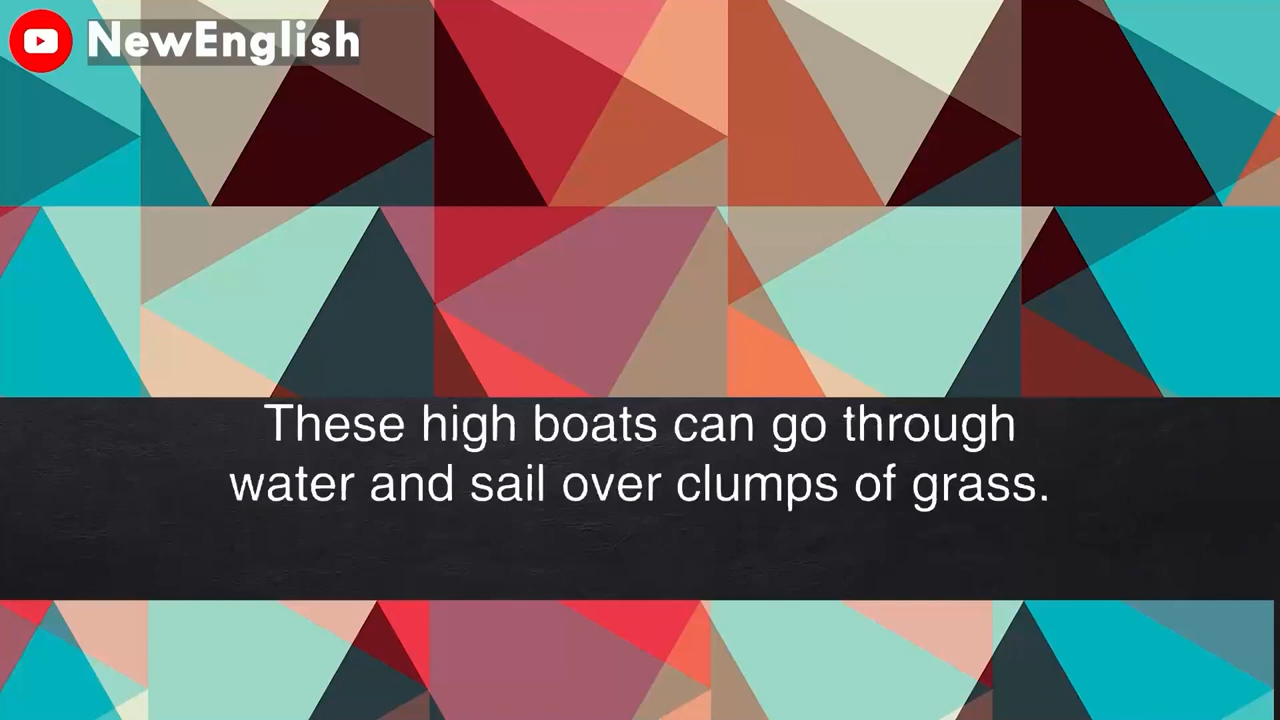 NewEnglish
These high boats can go through
water and sail over clumps of grass.